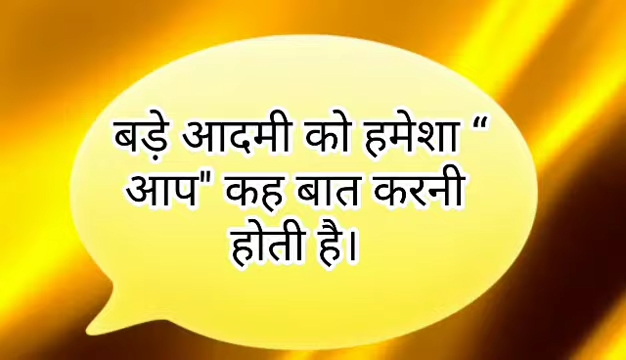 बड़े आदमी को हमेशा “
आप" कह बात करनी
होती है।